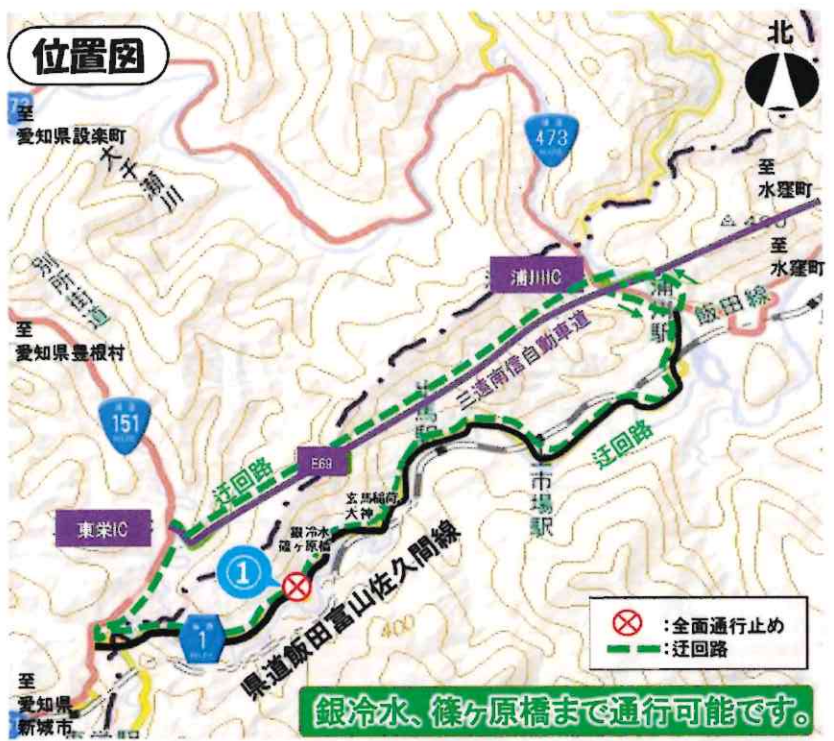 位置図
北
至
愛知県設楽町
大千瀬川
国道
473
ROUTE
至
水窪町
至
水窪町
別所街道
浦川IC
浦川駅
飯田線
至
愛知県豊根村
三遠南信自動車道
国道
151
ROUTE
迂回路
E69
迂回路
東栄IC
玄馬稲荷
大神
市場駅
銀冷水
篠ヶ原橋
①
県道飯田富山佐久間線
1
400
:全面通行止め
:迂回路
至
愛知県
新城市
銀冷水、篠ヶ原橋まで通行可能です。